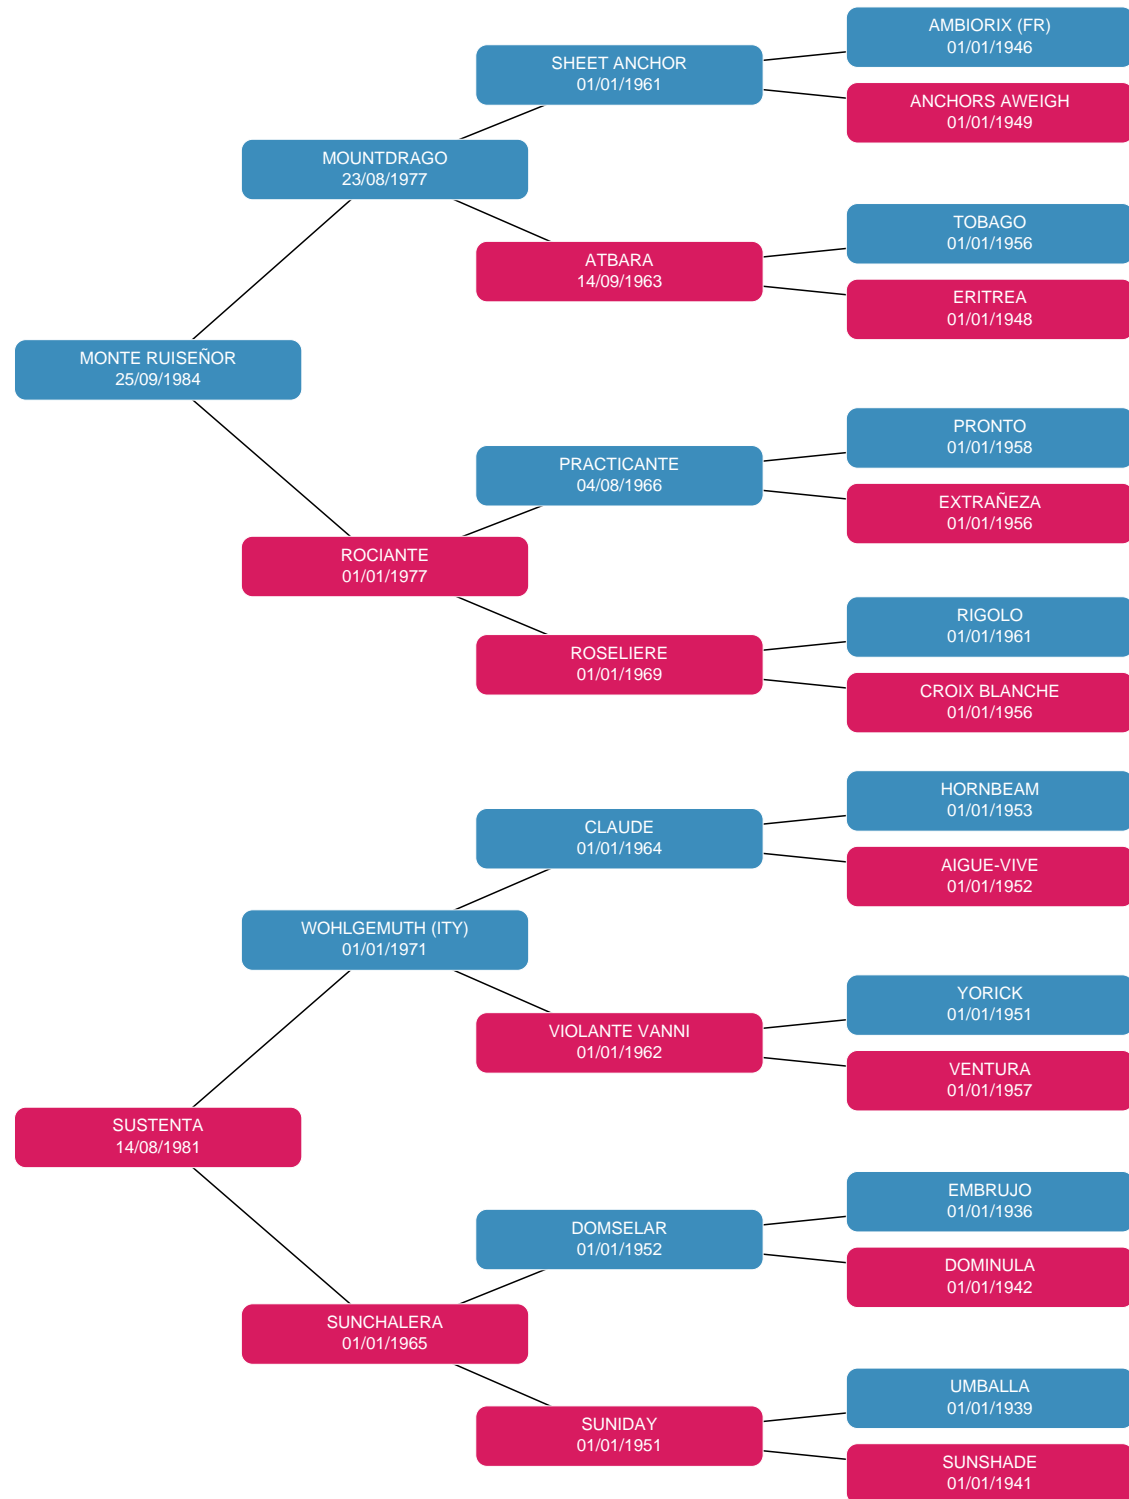 AMBIORIX (FR)
01/01/1946
SHEET ANCHOR
01/01/1961
ANCHORS AWEIGH
01/01/1949
MOUNTDRAGO
23/08/1977
TOBAGO
01/01/1956
ATBARA
14/09/1963
ERITREA
01/01/1948
MONTE RUISEÑOR
25/09/1984
PRONTO
01/01/1958
PRACTICANTE
04/08/1966
EXTRAÑEZA
01/01/1956
ROCIANTE
01/01/1977
RIGOLO
01/01/1961
ROSELIERE
01/01/1969
CROIX BLANCHE
01/01/1956
HORNBEAM
01/01/1953
CLAUDE
01/01/1964
AIGUE-VIVE
01/01/1952
WOHLGEMUTH (ITY)
01/01/1971
YORICK
01/01/1951
VIOLANTE VANNI
01/01/1962
VENTURA
01/01/1957
SUSTENTA
14/08/1981
EMBRUJO
01/01/1936
DOMSELAR
01/01/1952
DOMINULA
01/01/1942
SUNCHALERA
01/01/1965
UMBALLA
01/01/1939
SUNIDAY
01/01/1951
SUNSHADE
01/01/1941